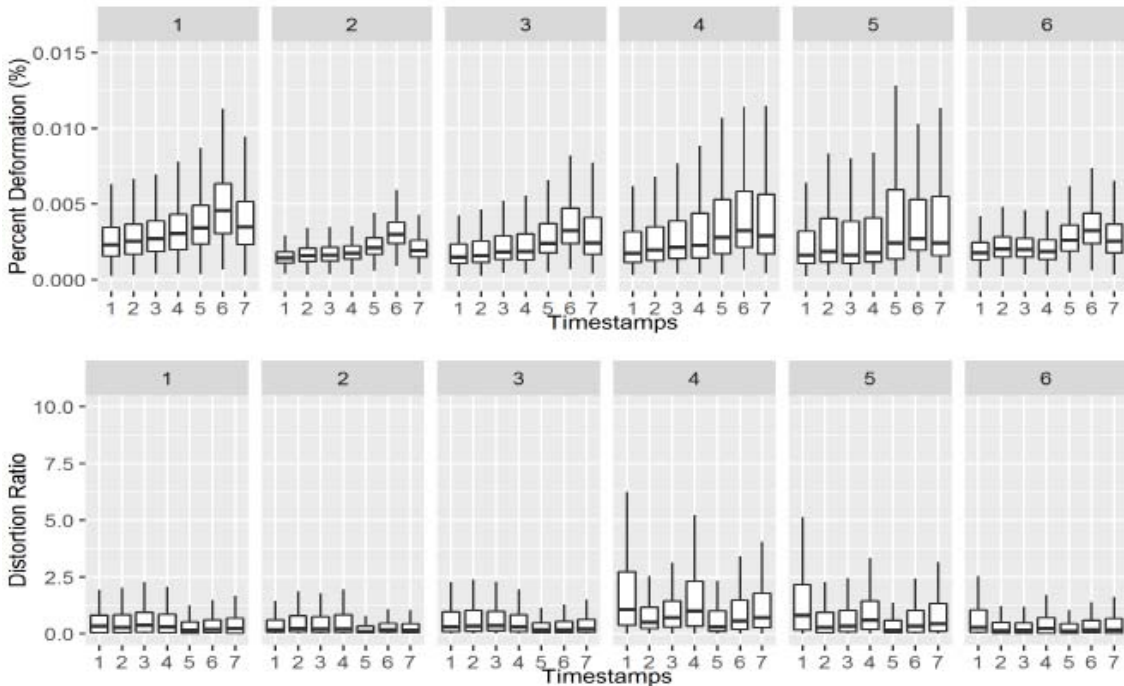 1 2 3 4 5 6
Percent Deformation (%)
0.015
0.010
0.005
0.000
1 2 3 4 5 6 7 1 2 3 4 5 6 7 1 2 3 4 5 6 7 1 2 3 4 5 6 7 1 2 3 4 5 6 7 1 2 3 4 5 6 7
Timestamps
1 2 3 4 5 6
Distortion Ratio
10.0
7.5
5.0
2.5
0.0
1 2 3 4 5 6 7 1 2 3 4 5 6 7 1 2 3 4 5 6 7 1 2 3 4 5 6 7 1 2 3 4 5 6 7 1 2 3 4 5 6 7
Timestamps